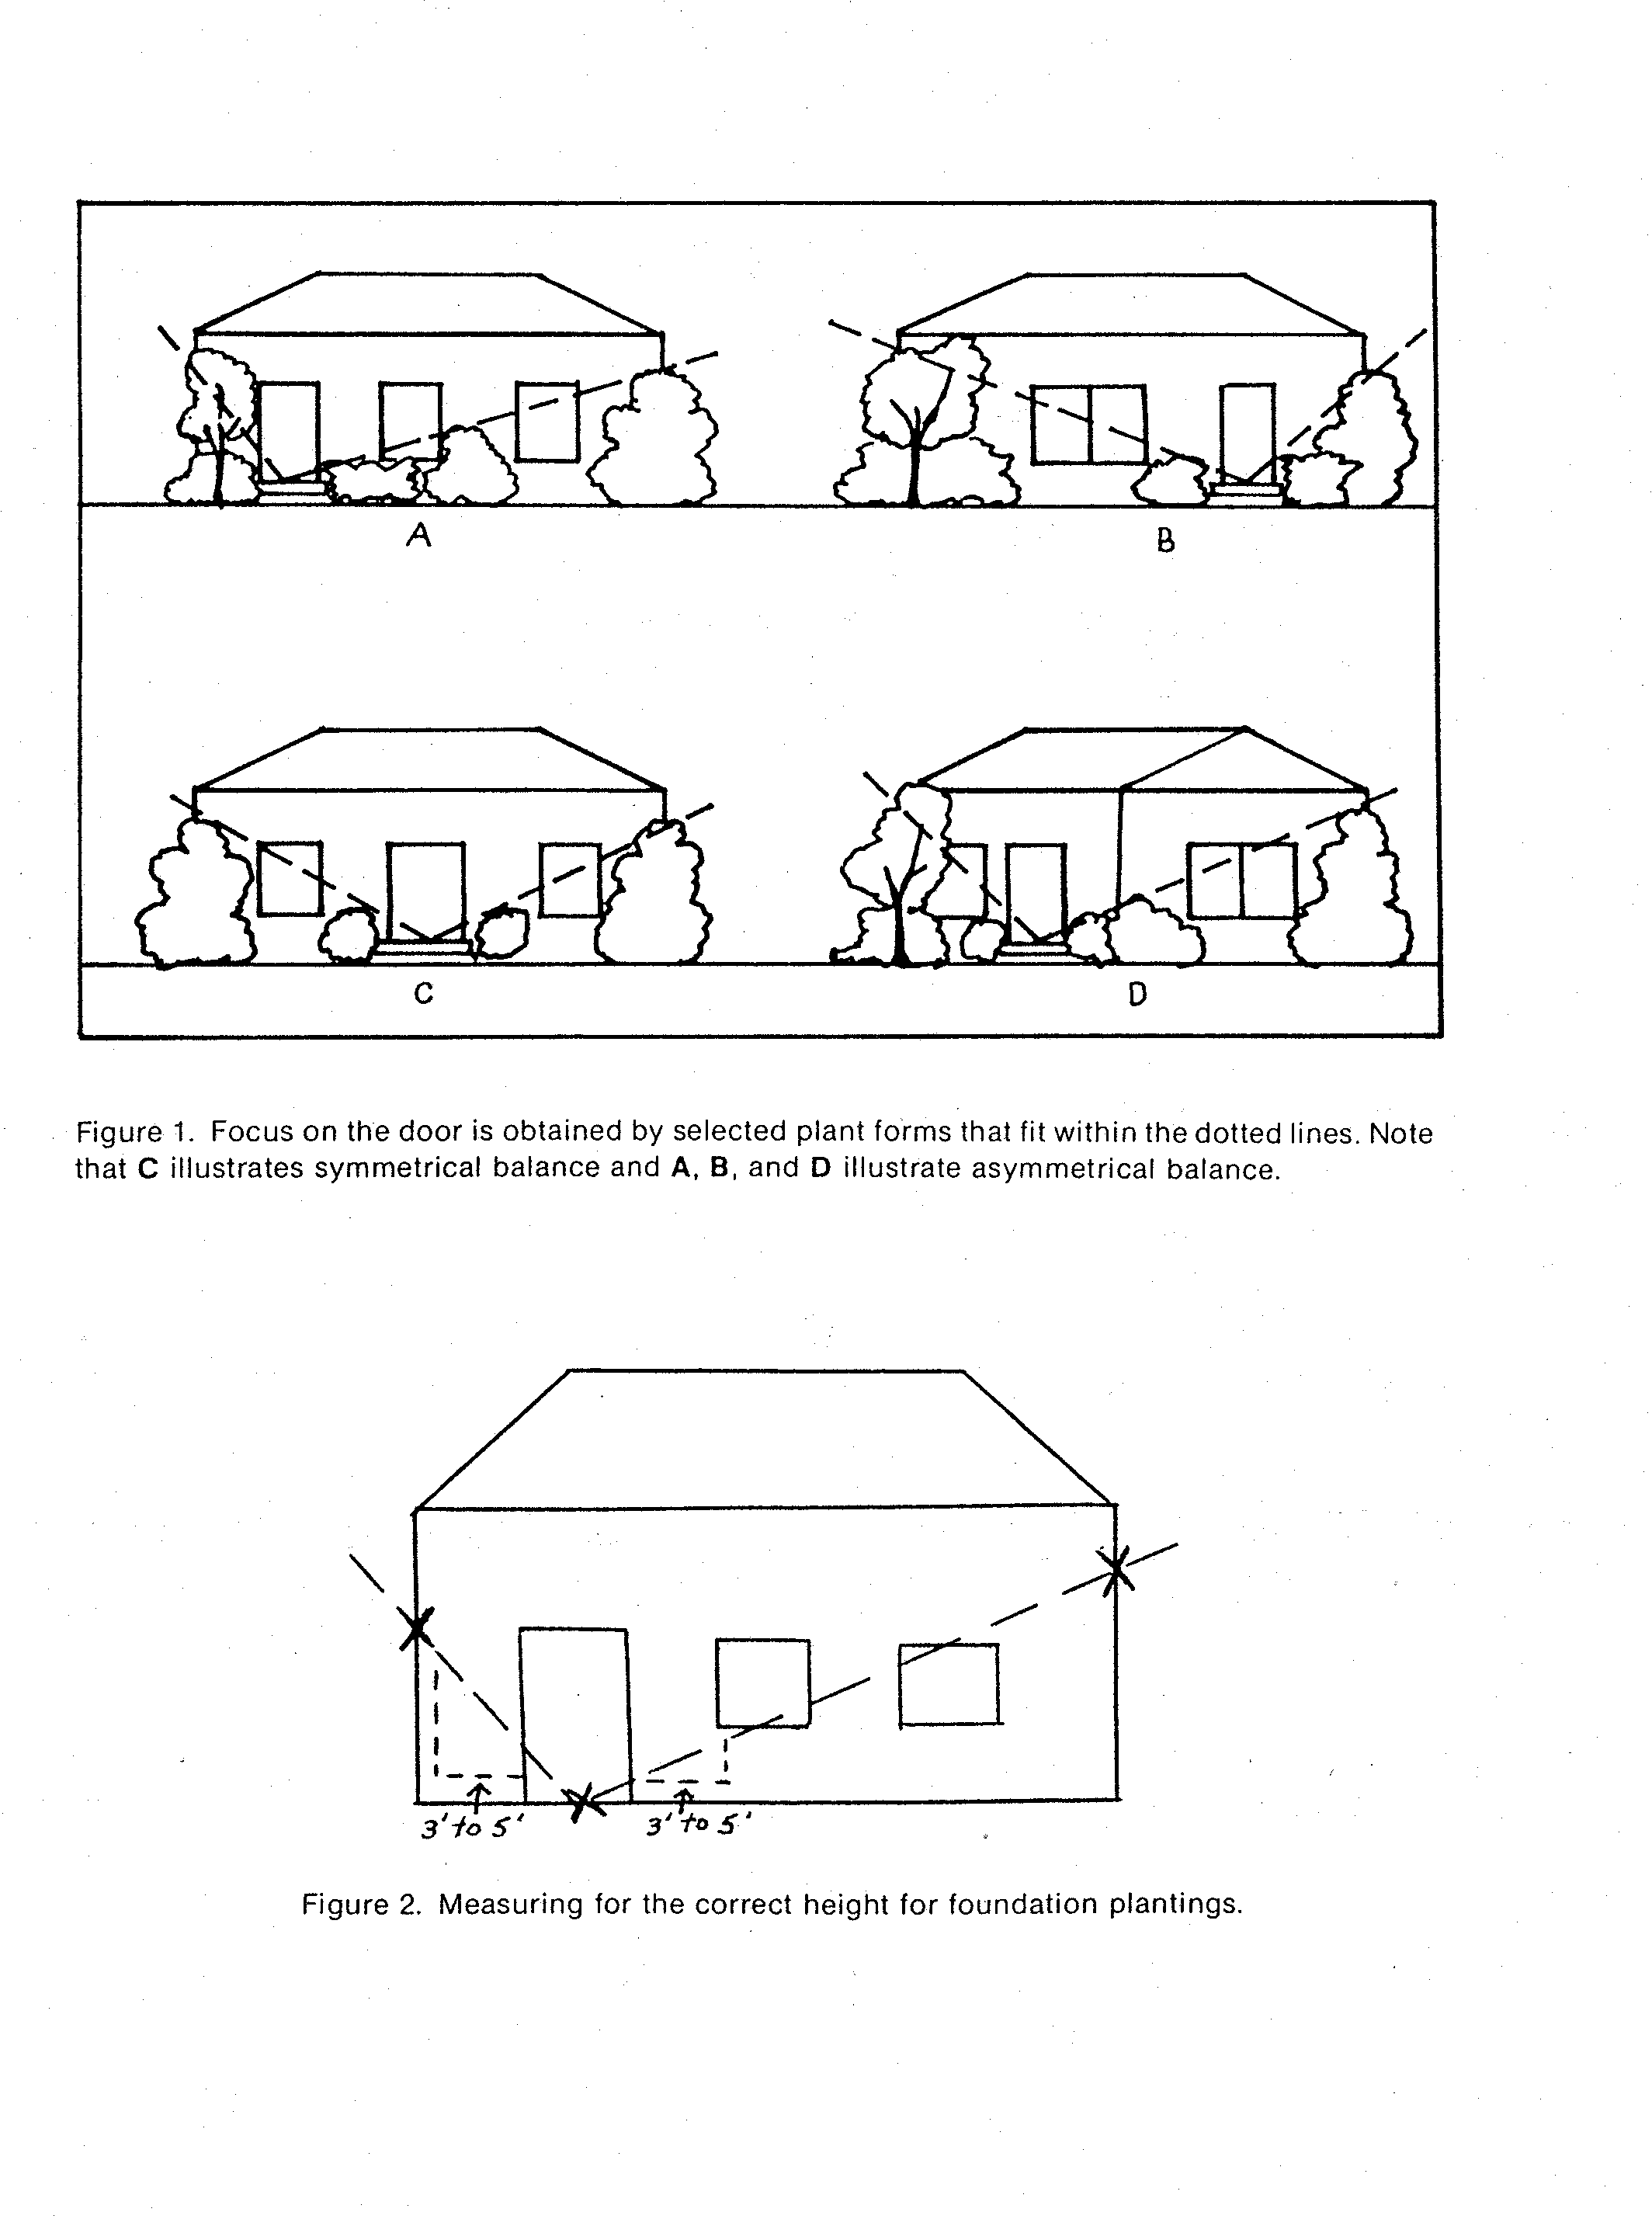 A
B
C
D
Figure 1. Focus on the door is obtained by selected plant forms that fit within the dotted lines. Note
that C illustrates symmetrical balance and A, B, and D illustrate asymmetrical balance.
3' to 5'
3' to 5'
Figure 2. Measuring for the correct height for foundation plantings.